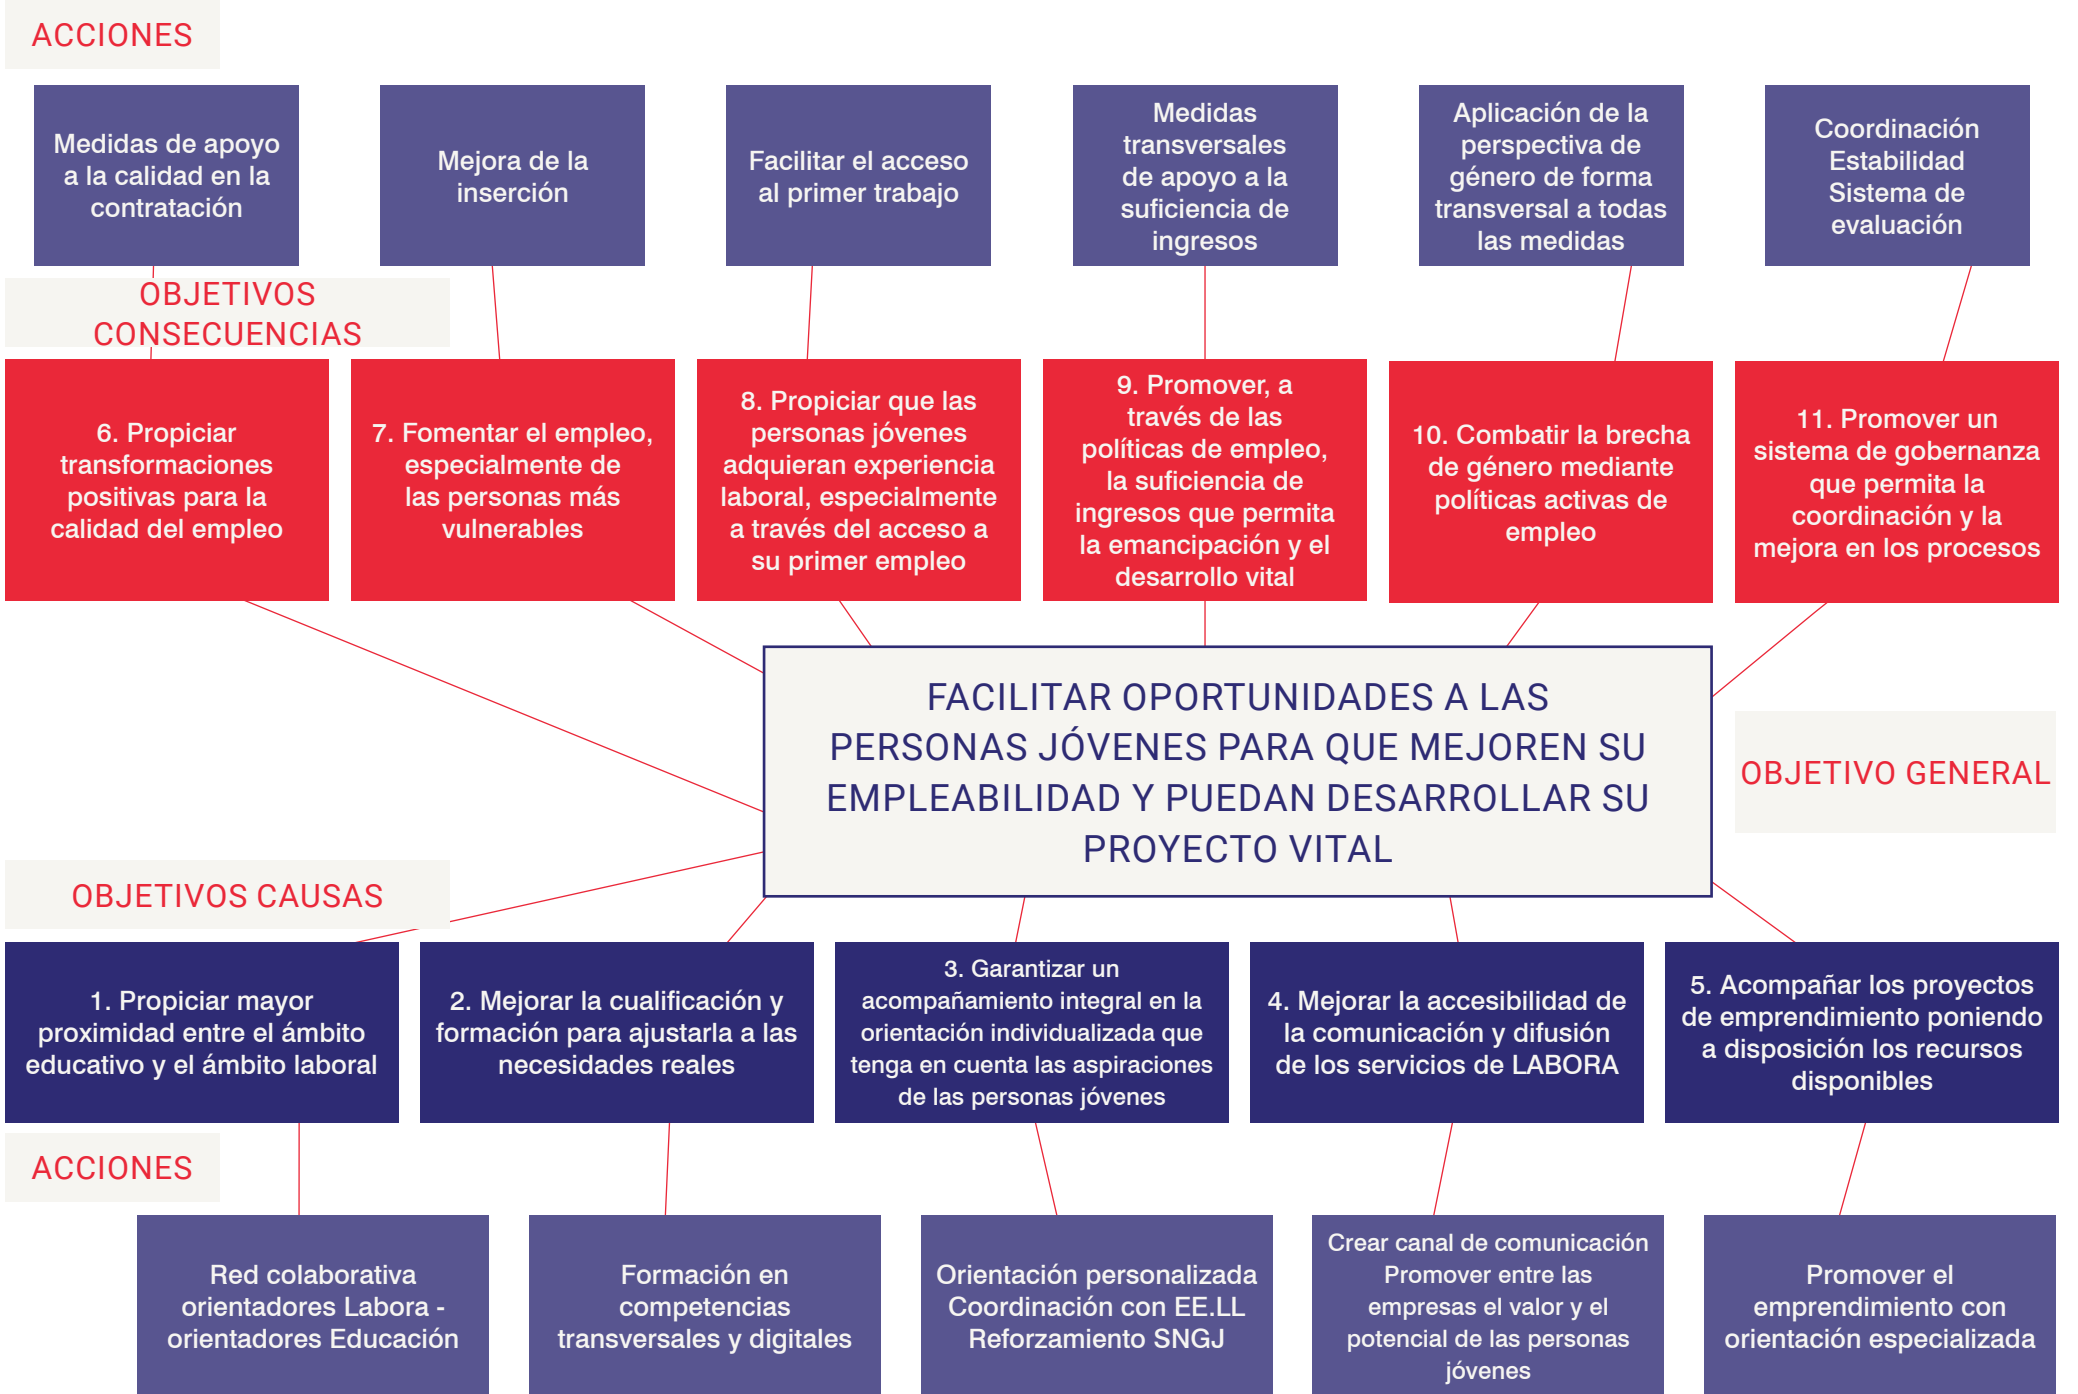 ACCIONES
Medidas de apoyo
a la calidad en la
contratación
Mejora de la
inserción
Facilitar el acceso
al primer trabajo
Medidas
transversales
de apoyo a la
suficiencia de
ingresos
Aplicación de la
perspectiva de
género de forma
transversal a todas
las medidas
Coordinación
Estabilidad
Sistema de
evaluación
OBJETIVOS
CONSECUENCIAS
6. Propiciar
transformaciones
positivas para la
calidad del empleo
7. Fomentar el empleo,
especialmente de
las personas más
vulnerables
8. Propiciar que las
personas jóvenes
adquieran experiencia
laboral, especialmente
a través del acceso a
su primer empleo
9. Promover, a
través de las
políticas de empleo,
la suficiencia de
ingresos que permita
la emancipación y el
desarrollo vital
10. Combatir la brecha
de género mediante
políticas activas de
empleo
11. Promover un
sistema de gobernanza
que permita la
coordinación y la
mejora en los procesos
FACILITAR OPORTUNIDADES A LAS
PERSONAS JÓVENES PARA QUE MEJOREN SU
EMPLEABILIDAD Y PUEDAN DESARROLLAR SU
PROYECTO VITAL
OBJETIVO GENERAL
OBJETIVOS CAUSAS
1. Propiciar mayor
proximidad entre el ámbito
educativo y el ámbito laboral
2. Mejorar la cualificación y
formación para ajustarla a las
necesidades reales
3. Garantizar un
acompañamiento integral en la
orientación individualizada que
tenga en cuenta las aspiraciones
de las personas jóvenes
4. Mejorar la accesibilidad de
la comunicación y difusión
de los servicios de LABORA
5. Acompañar los proyectos
de emprendimiento poniendo
a disposición los recursos
disponibles
ACCIONES
Red colaborativa
orientadores Labora -
orientadores Educación
Formación en
competencias
transversales y digitales
Orientación personalizada
Coordinación con EE.LL
Reforzamiento SNGJ
Crear canal de comunicación
Promover entre las
empresas el valor y el
potencial de las personas
jóvenes
Promover el
emprendimiento con
orientación especializada